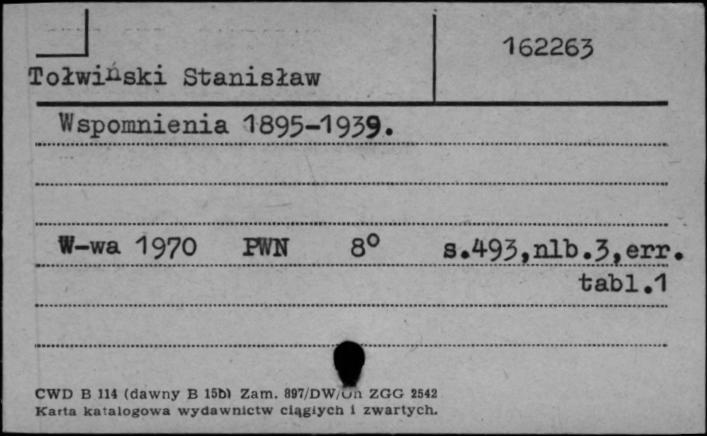 162263
Tołwiński Stanisław
Wspomnienia 1895-1939.
W-wa 1970 PWN 8° s.493,nlb.3,err.
tabl.1
CWD B 114 (dawny B 15b) Zam. 897/DW/Un ZGG 2542
Karta katalogowa wydawnictw ciągłych i zwartych.